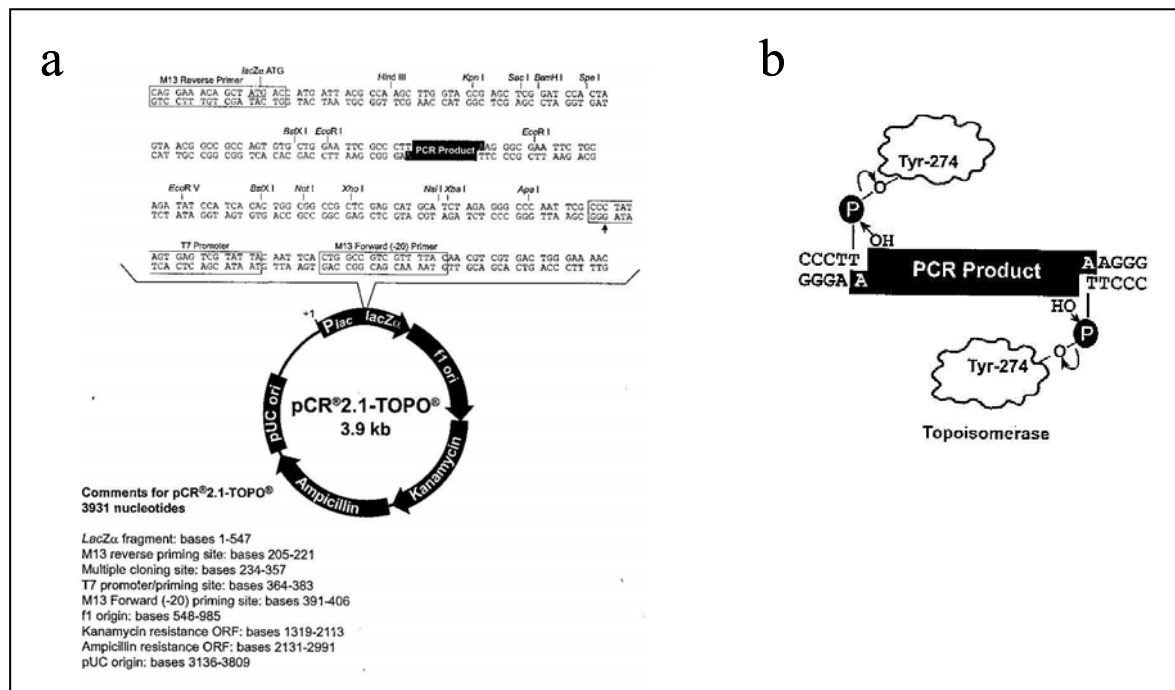 a
lacZα ATG
M13 Reverse Primer
Hind III Kpn I Sac I BamH I Spe I
CAG GAA ACA GCT ATG ACC ATG ATT ACG CCA AGC TTG GTA CCG AGC TCG GAT CCA CTA
GTC CTT TGT CGA TAC TGG TAC TAA TGC GGT TCG AAC CAT GGC TCG AGC CTA GGT GAT
BstX I EcoR I EcoR I
GTA ACG GCC GCC AGT GTG CTG GAA TTC GCC CTT PCR Product AAG GGC GAA TTC TGC
CAT TGC CGG CGG TCA CAC GAC CTT AAG CGG GAA TTC CCG CTT AAG ACG
EcoR V BstX I Not I Xho I Nsi I Xba I Apa I
AGA TAT CCA TCA CAC TGG CGG CCG CTC GAG CAT GCA TCT AGA GGG CCC AAT TCG CCC TAT
TCT ATA GGT AGT GTG ACC GCC GGC GAG CTC GTA CGT AGA TCT CCC GGG TTA AGC GGG ATA
T7 Promoter M13 Forward (-20) Primer
AGT GAG TCG TAT TAC AAT TCA CTG GCC GTC GTT TTA CAA CGT CGT GAC TGG GAA AAC
TCA CTC AGC ATA ATG TTA AGT GAC CGG CAG CAA AAT GTT GCA GCA CTG ACC CTT TTG
+1
Plac lacZα
f1 ori
Kanamycin
Ampicillin
pUC ori
pCR®2.1-TOPO®
3.9 kb
Comments for pCR®2.1-TOPO®
3931 nucleotides
LacZα fragment: bases 1-547
M13 reverse priming site: bases 205-221
Multiple cloning site: bases 234-357
T7 promoter/priming site: bases 364-383
M13 Forward (-20) priming site: bases 391-406
f1 origin: bases 548-985
Kanamycin resistance ORF: bases 1319-2113
Ampicillin resistance ORF: bases 2131-2991
pUC origin: bases 3136-3809
b
Tyr-274
O
P
OH
CCCTT PCR Product A AGGG
GGGA A TTCCC
HO
P
O
Tyr-274
Topoisomerase